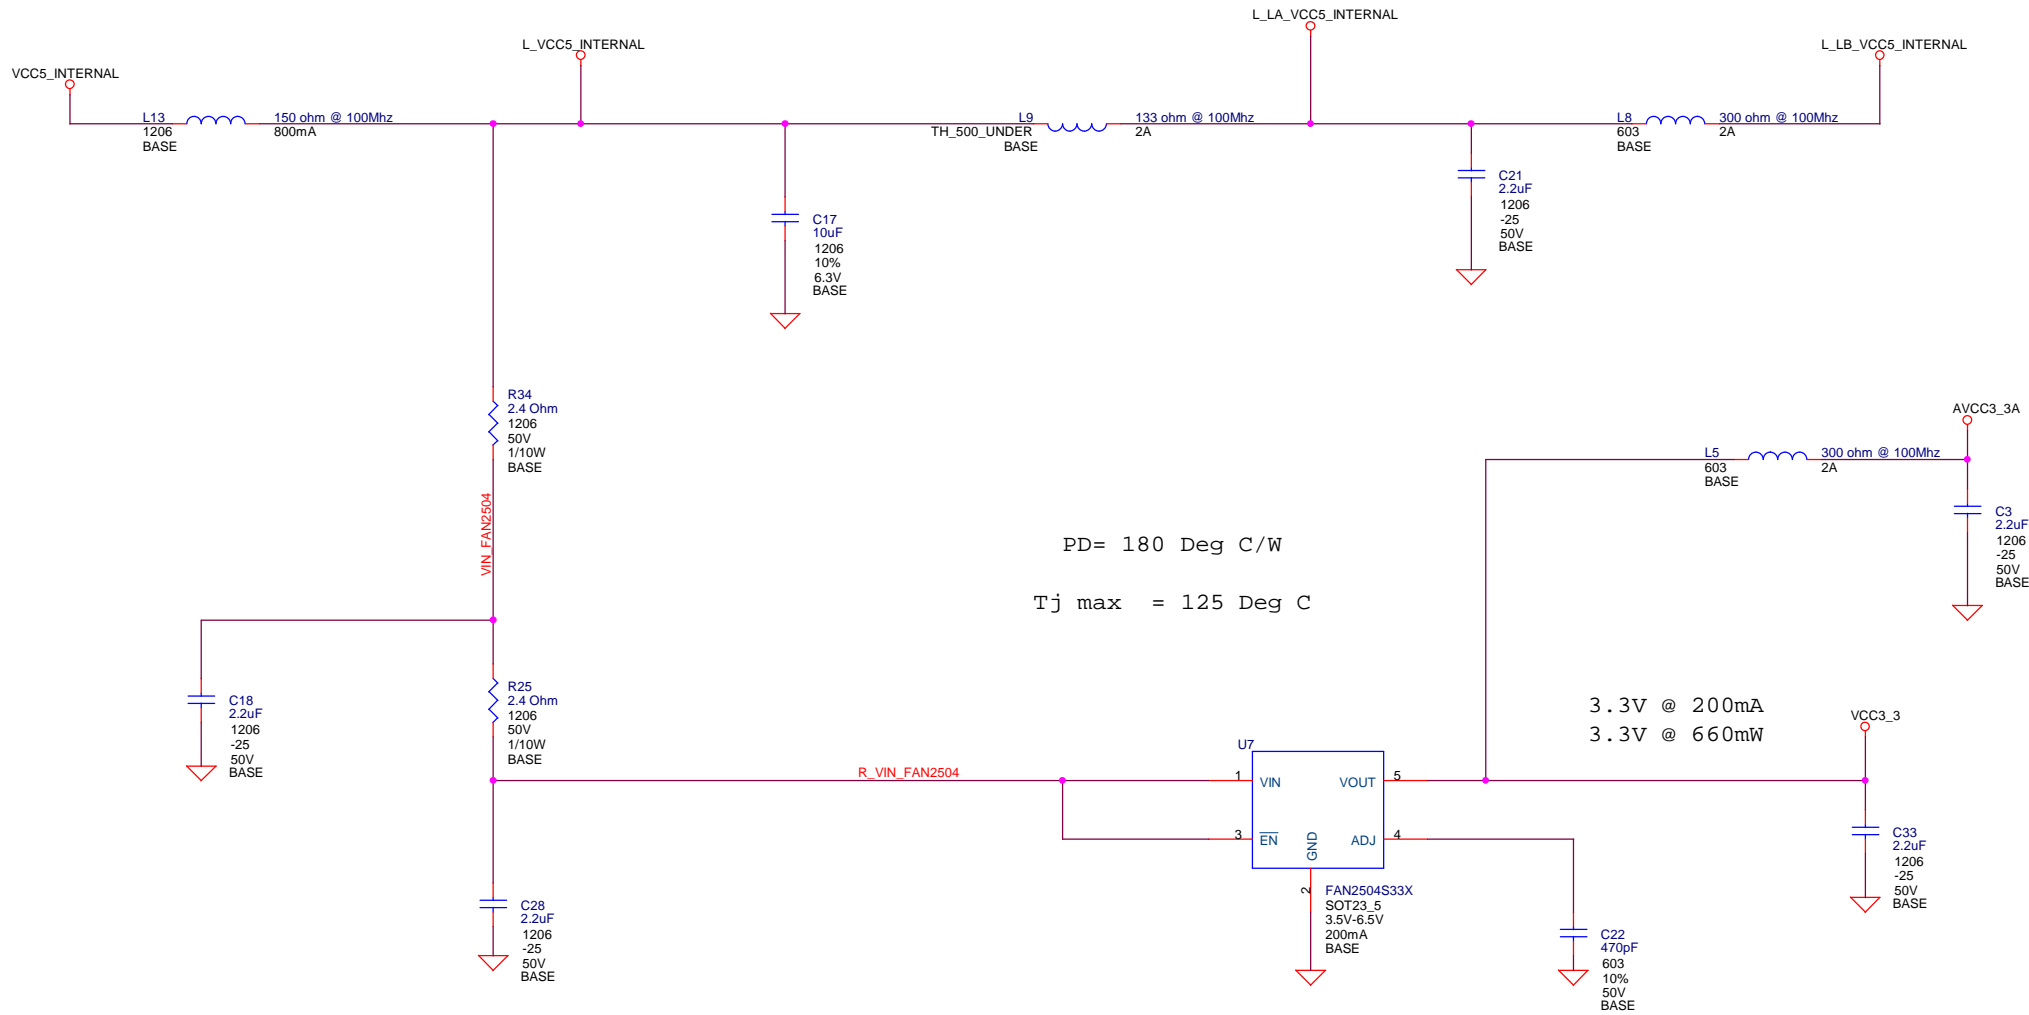 L_LA_VCC5_INTERNAL
L_VCC5_INTERNAL
L_LB_VCC5_INTERNAL
VCC5_INTERNAL
L13
1206
BASE
150 ohm @ 100Mhz
800mA
L9
TH_500_UNDER
BASE
133 ohm @ 100Mhz
2A
L8
603
BASE
300 ohm @ 100Mhz
2A
C17
10uF
1206
10%
6.3V
BASE
C21
2.2uF
1206
-25
50V
BASE
R34
2.4 Ohm
1206
50V
1/10W
BASE
VIN_FAN2504
AVCC3_3A
L5
603
BASE
300 ohm @ 100Mhz
2A
C3
2.2uF
1206
-25
50V
BASE
PD= 180 Deg C/W
Tj max = 125 Deg C
C18
2.2uF
1206
-25
50V
BASE
R25
2.4 Ohm
1206
50V
1/10W
BASE
R_VIN_FAN2504
3.3V @ 200mA
3.3V @ 660mW
VCC3_3
U7
1
VIN
VOUT
5
3
EN
GND
ADJ
4
2
FAN2504S33X
SOT23_5
3.5V-6.5V
200mA
BASE
C33
2.2uF
1206
-25
50V
BASE
C28
2.2uF
1206
-25
50V
BASE
C22
470pF
603
10%
50V
BASE